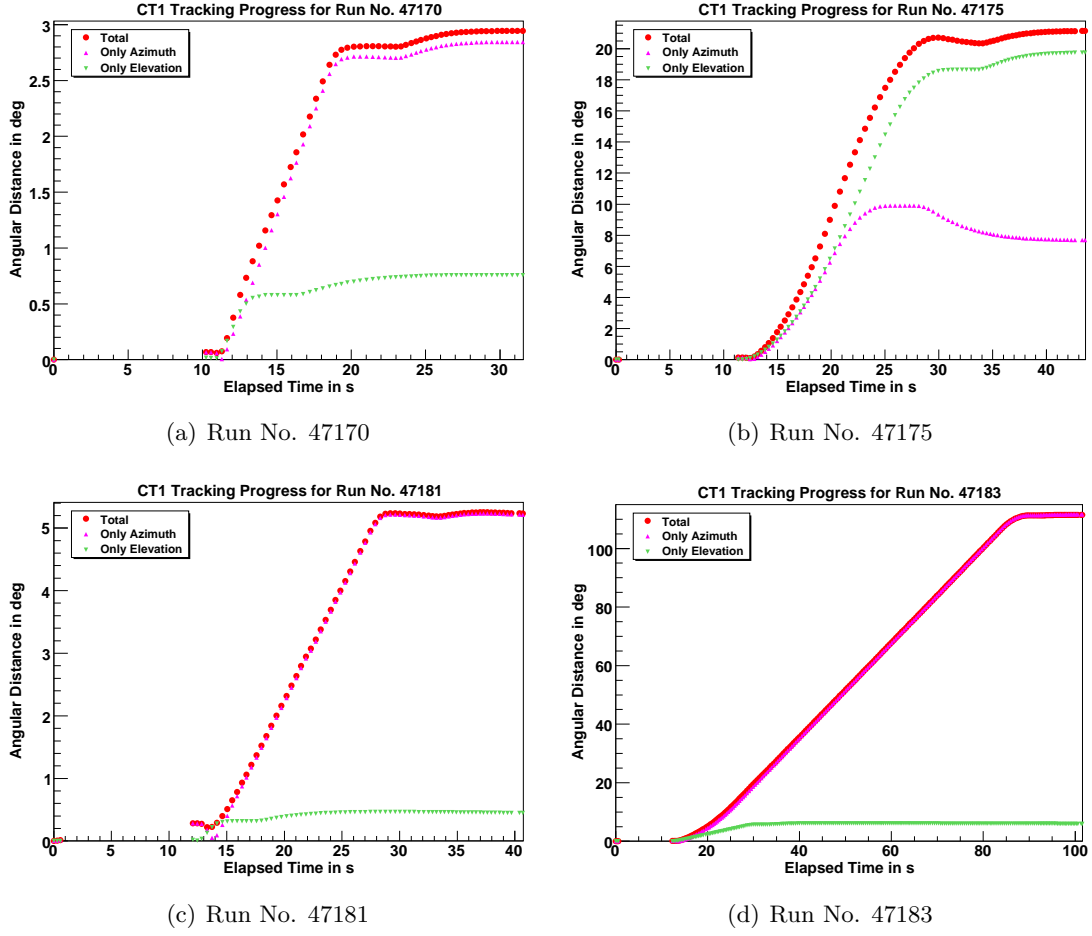 CT1 Tracking Progress for Run No. 47170
Total
Only Azimuth
Only Elevation
Angular Distance in deg
3
2.5
2
1.5
1
0.5
0
0 5 10 15 20 25 30
Elapsed Time in s
(a) Run No. 47170
CT1 Tracking Progress for Run No. 47175
Total
Only Azimuth
Only Elevation
Angular Distance in deg
20
18
16
14
12
10
8
6
4
2
0
0 5 10 15 20 25 30 35 40
Elapsed Time in s
(b) Run No. 47175
CT1 Tracking Progress for Run No. 47181
Total
Only Azimuth
Only Elevation
Angular Distance in deg
5
4
3
2
1
0
0 5 10 15 20 25 30 35 40
Elapsed Time in s
(c) Run No. 47181
CT1 Tracking Progress for Run No. 47183
Total
Only Azimuth
Only Elevation
Angular Distance in deg
100
80
60
40
20
0
0 20 40 60 80 100
Elapsed Time in s
(d) Run No. 47183